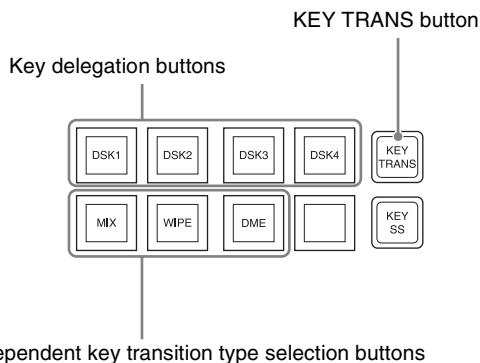 KEY TRANS button
Key delegation buttons
DSK1 DSK2 DSK3 DSK4 KEY
TRANS
MIX WIPE DME KEY
SS
ependent key transition type selection buttons